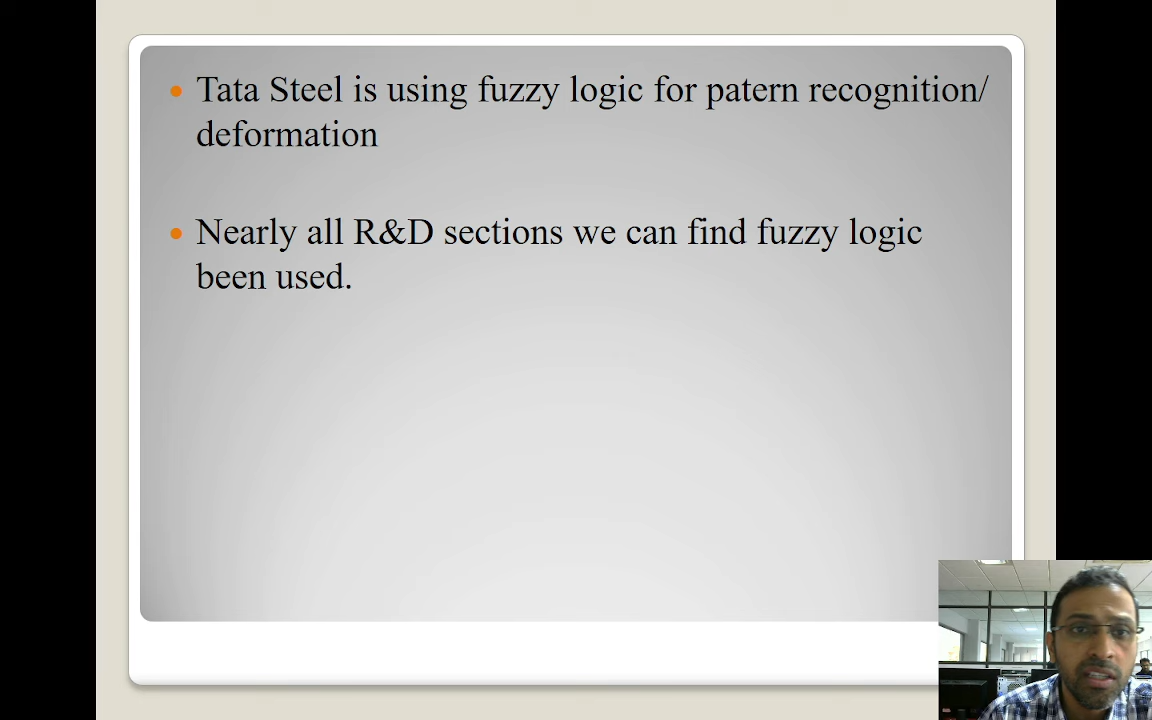 Tata Steel is using fuzzy logic for patern recognition/
deformation
Nearly all R&D sections we can find fuzzy logic
been used.